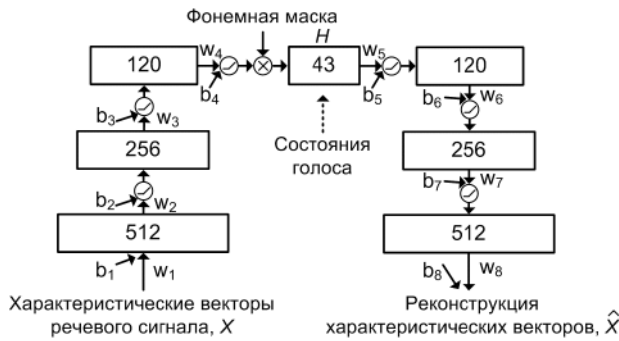 Фонемная маска
H
w₄
w₅
120
43
120
b₄
b₅
b₃
w₃
b₆
w₆
Состояния
голоса
256
256
b₂
w₂
b₇
w₇
512
512
b₁
w₁
b₈
w₈
Характеристические векторы
речевого сигнала, X
Реконструкция
характеристических векторов, X̂